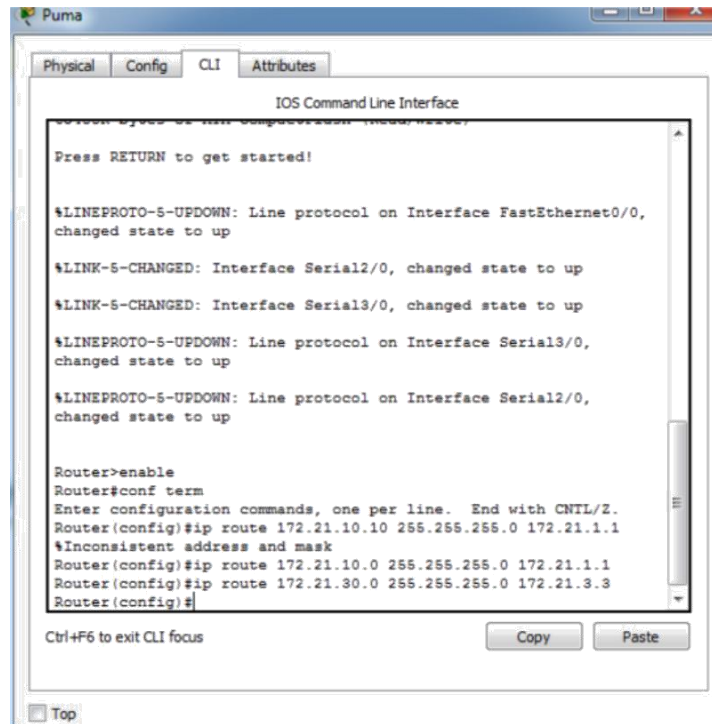 Puma
Physical Config CLI Attributes
IOS Command Line Interface
Press RETURN to get started!
%LINEPROTO-5-UPDOWN: Line protocol on Interface FastEthernet0/0,
changed state to up
%LINK-5-CHANGED: Interface Serial2/0, changed state to up
%LINK-5-CHANGED: Interface Serial3/0, changed state to up
%LINEPROTO-5-UPDOWN: Line protocol on Interface Serial3/0,
changed state to up
%LINEPROTO-5-UPDOWN: Line protocol on Interface Serial2/0,
changed state to up
Router>enable
Router#conf term
Enter configuration commands, one per line. End with CNTL/Z.
Router(config)#ip route 172.21.10.10 255.255.255.0 172.21.1.1
%Inconsistent address and mask
Router(config)#ip route 172.21.10.0 255.255.255.0 172.21.1.1
Router(config)#ip route 172.21.30.0 255.255.255.0 172.21.3.3
Router(config)#
Ctrl+F6 to exit CLI focus
Copy Paste
Top